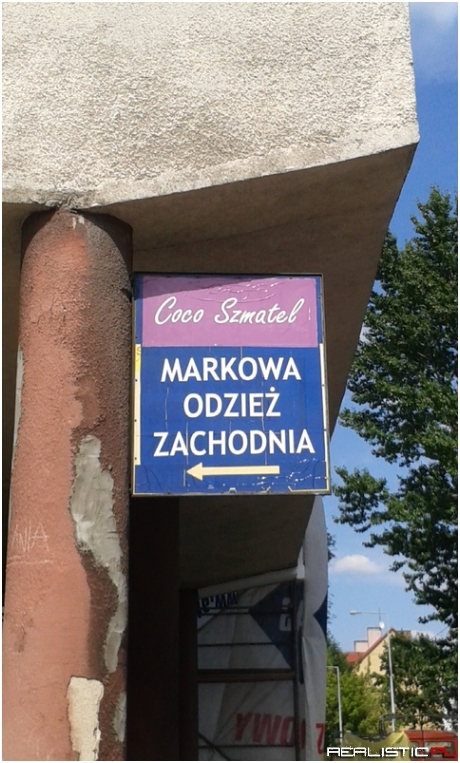 Coco Szmatel
MARKOWA
ODZIEŻ
ZACHODNIA
REALISTIC